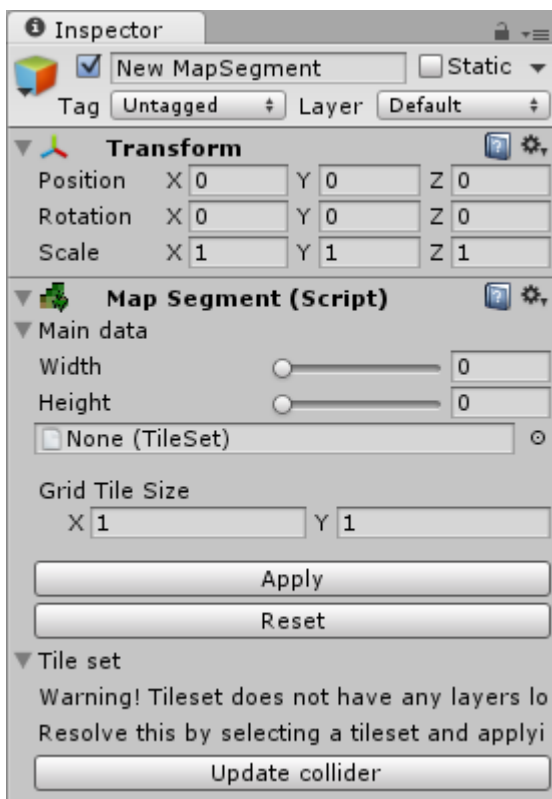 Inspector
New MapSegment Static
Tag Untagged Layer Default
Transform
Position X 0 Y 0 Z 0
Rotation X 0 Y 0 Z 0
Scale X 1 Y 1 Z 1
Map Segment (Script)
Main data
Width 0
Height 0
None (TileSet)
Grid Tile Size
X 1 Y 1
Apply
Reset
Tile set
Warning! Tileset does not have any layers lo
Resolve this by selecting a tileset and applyi
Update collider